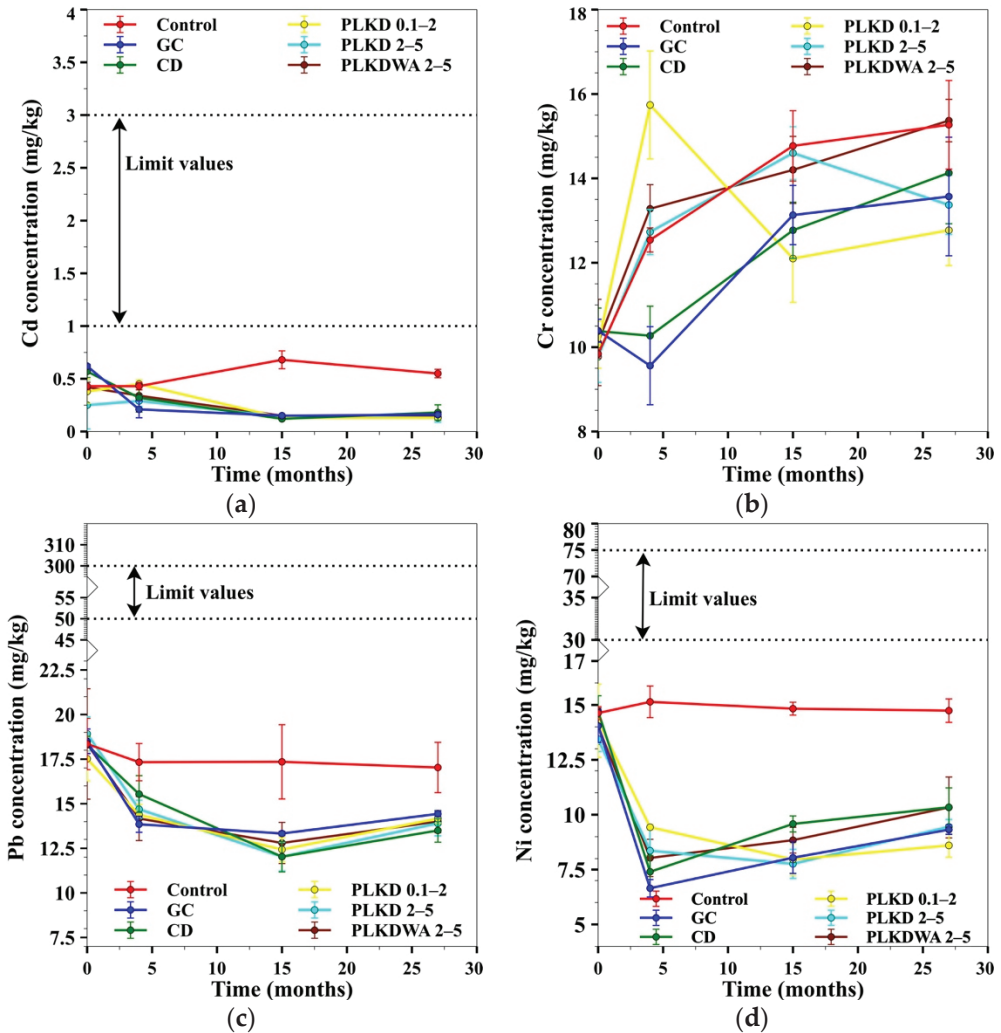 Cd concentration (mg/kg)
4
3.5
3
2.5
2
1.5
1
0.5
0
Control
GC
CD
PLKD 0.1–2
PLKD 2–5
PLKDWA 2–5
Limit values
0 5 10 15 20 25 30
Time (months)
(a)
Cr concentration (mg/kg)
18
16
14
12
10
8
Control
GC
CD
PLKD 0.1–2
PLKD 2–5
PLKDWA 2–5
0 5 10 15 20 25 30
Time (months)
(b)
Pb concentration (mg/kg)
310
300
55
50
45
22.5
20
17.5
15
12.5
10
7.5
Limit values
Control
GC
CD
PLKD 0.1–2
PLKD 2–5
PLKDWA 2–5
0 5 10 15 20 25 30
Time (months)
(c)
Ni concentration (mg/kg)
80
75
70
35
30
17
15
12.5
10
7.5
5
Limit values
Control
GC
CD
PLKD 0.1–2
PLKD 2–5
PLKDWA 2–5
0 5 10 15 20 25 30
Time (months)
(d)